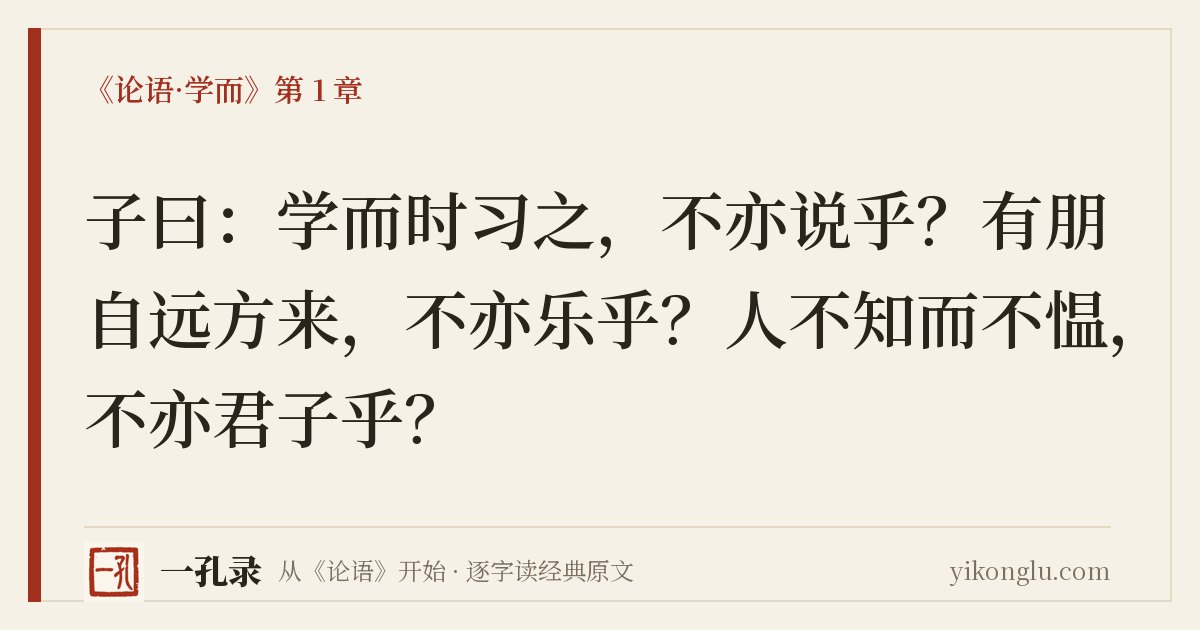 《论语·学而》第 1 章
子曰：学而时习之，不亦说乎？有朋
自远方来，不亦乐乎？人不知而不愠，
不亦君子乎？
一孔
一孔录 从《论语》开始 · 逐字读经典原文 yikonglu.com